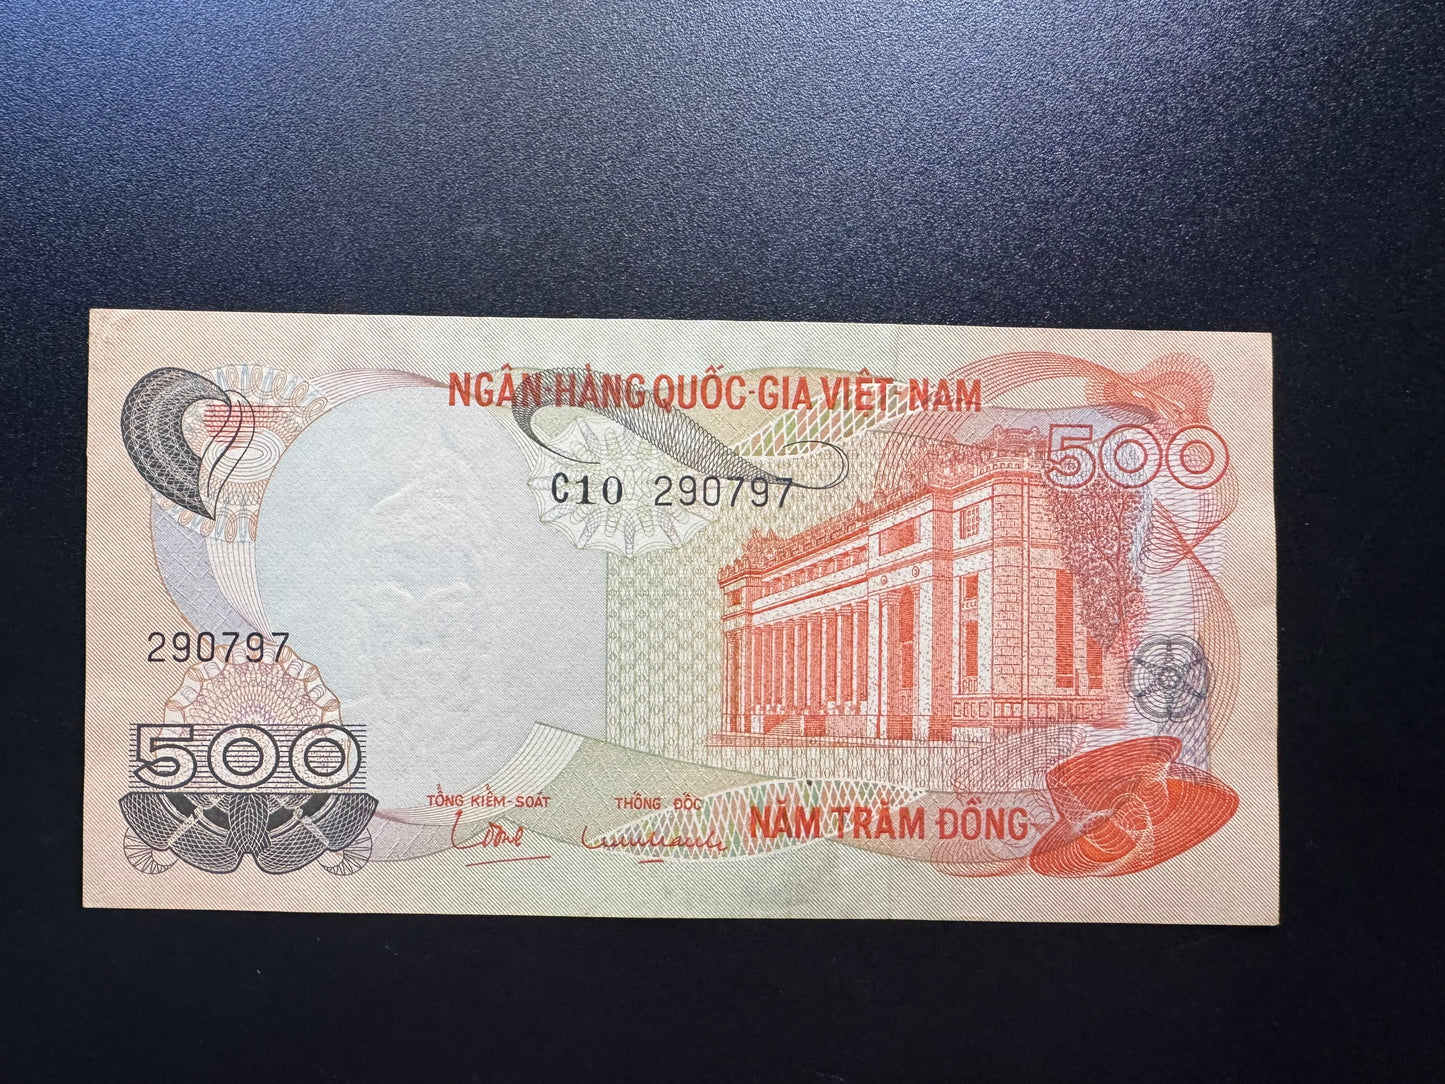 NGÂN HÀNG QUỐC-GIA VIỆT-NAM
500
C10 290797
290797
500
TỔNG KIỂM-SOÁT
THỐNG ĐỐC
NĂM TRĂM ĐỒNG